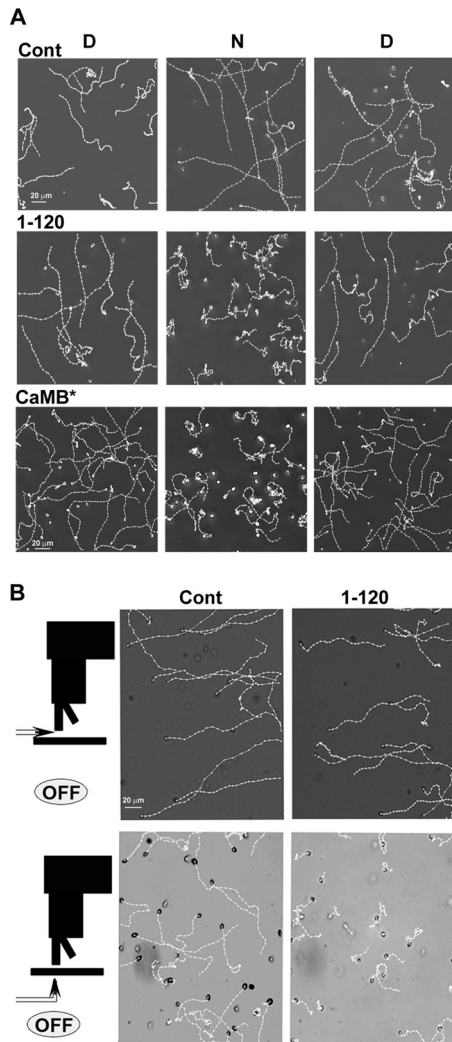 A
D N D
Cont
20 µm
1-120
CaMB*
20 µm
B
Cont 1-120
OFF
20 µm
OFF